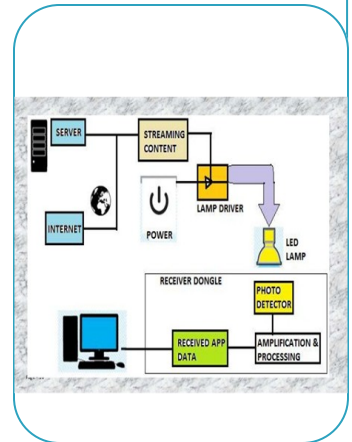 SERVER
STREAMING
CONTENT
INTERNET
POWER
LAMP DRIVER
LED
LAMP
RECEIVER DONGLE
PHOTO
DETECTOR
RECEIVED APP
DATA
AMPLIFICATION &
PROCESSING